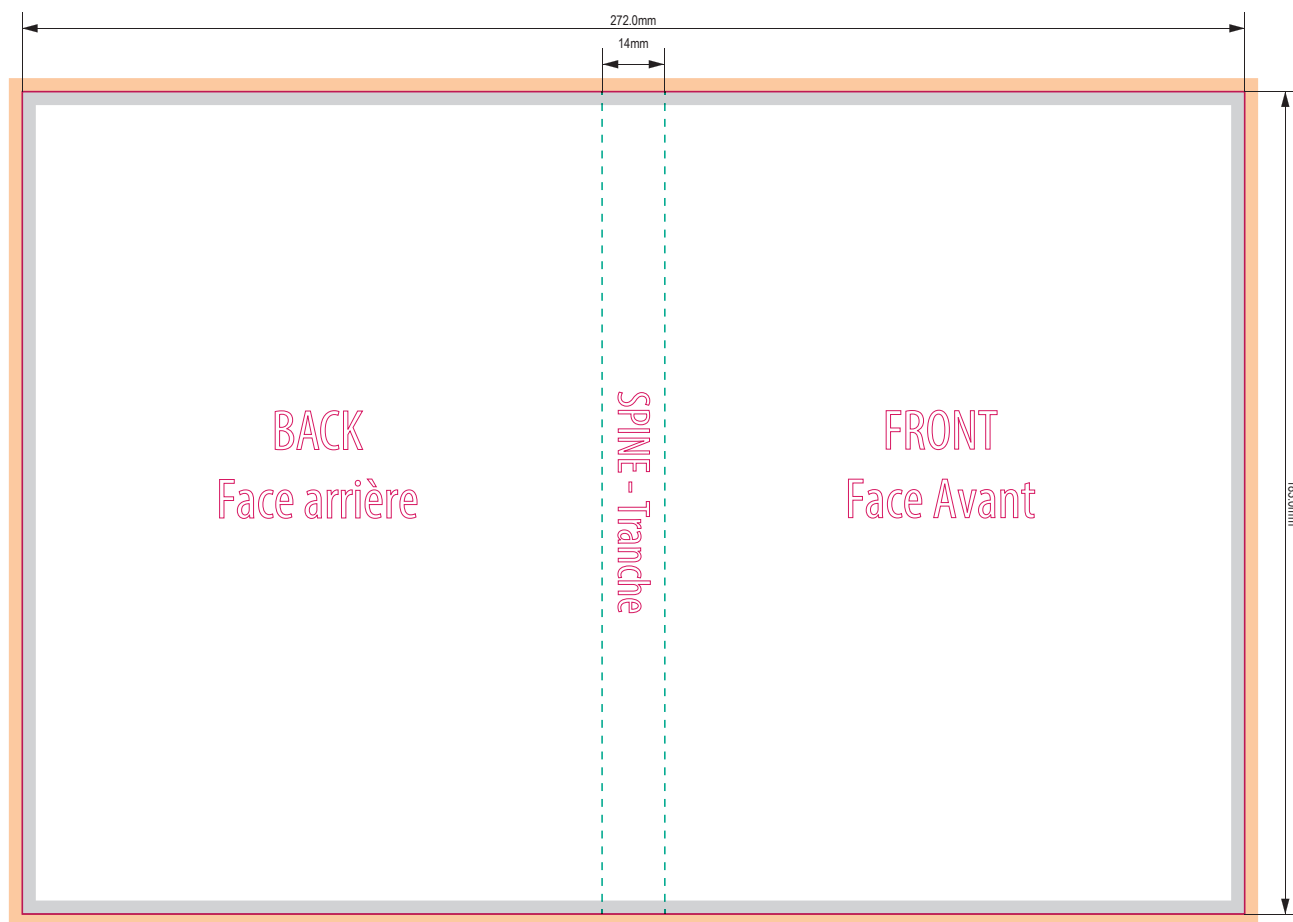 272.0mm
14mm
BACK
Face arrière
SPINE - Tranche
FRONT
Face Avant